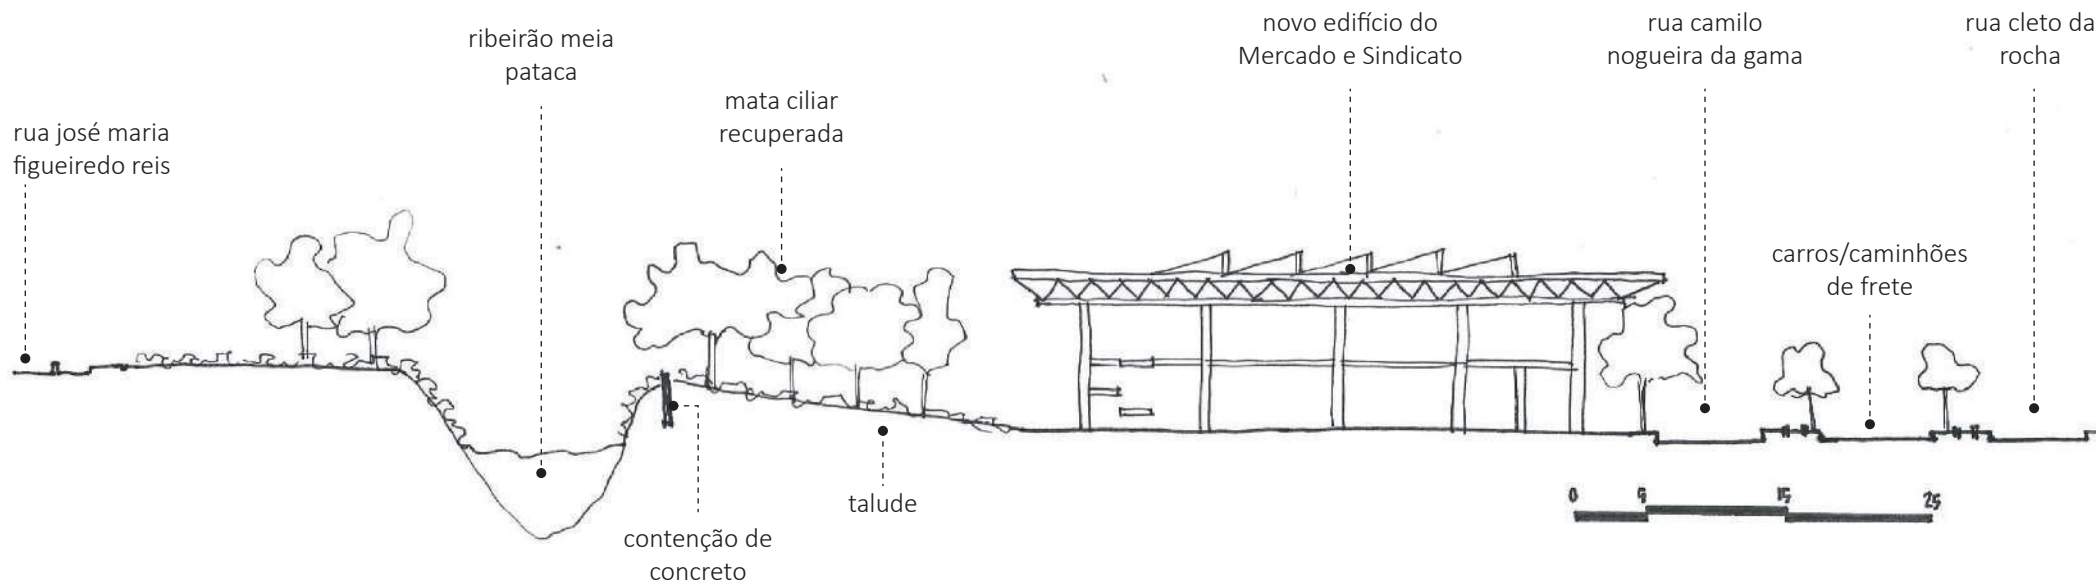 rua josé maria
figueiredo reis
ribeirão meia
pataca
mata ciliar
recuperada
novo edifício do
Mercado e Sindicato
rua camilo
nogueira da gama
rua cleto da
rocha
carros/caminhões
de frete
contenção de
concreto
talude
0 5 15 25